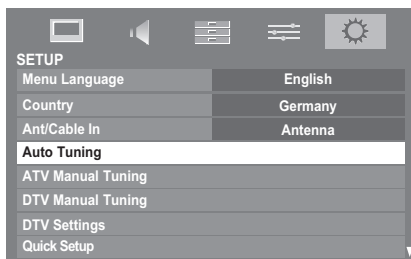 SETUP
Menu Language English
Country Germany
Ant/Cable In Antenna
Auto Tuning
ATV Manual Tuning
DTV Manual Tuning
DTV Settings
Quick Setup